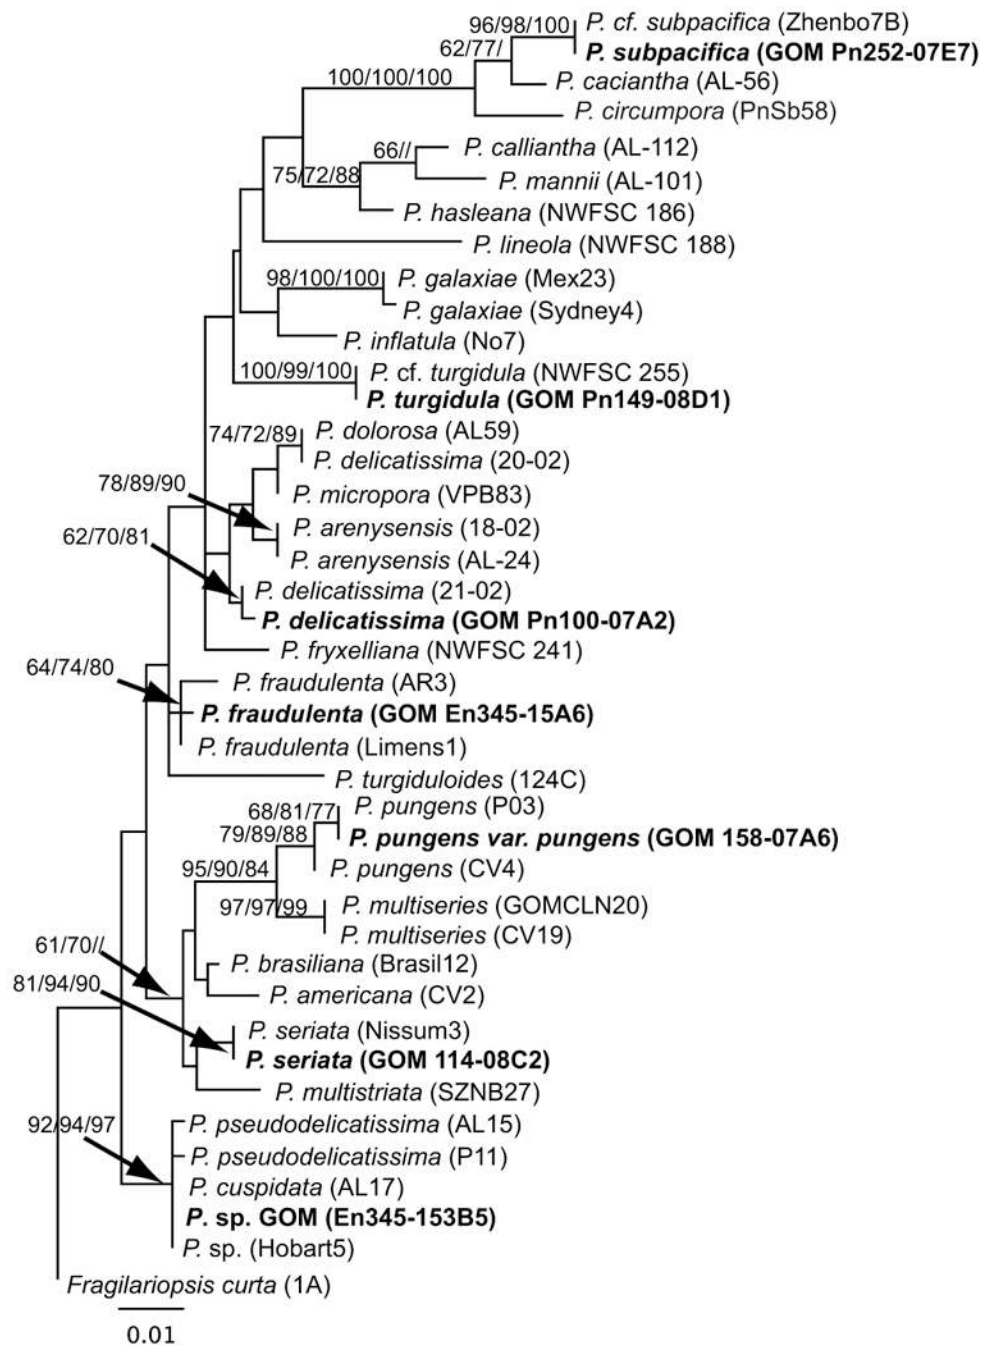 96/98/100
P. cf. subpacifica (Zhenbo7B)
62/77/
P. subpacifica (GOM Pn252-07E7)
100/100/100
P. caciantha (AL-56)
P. circumpora (PnSb58)
66//
P. calliantha (AL-112)
75/72/88
P. mannii (AL-101)
P. hasleana (NWFSC 186)
P. lineola (NWFSC 188)
98/100/100
P. galaxiae (Mex23)
P. galaxiae (Sydney4)
P. inflatula (No7)
100/99/100
P. cf. turgidula (NWFSC 255)
P. turgidula (GOM Pn149-08D1)
74/72/89
P. dolorosa (AL59)
P. delicatissima (20-02)
78/89/90
P. micropora (VPB83)
P. arenysensis (18-02)
62/70/81
P. arenysensis (AL-24)
P. delicatissima (21-02)
P. delicatissima (GOM Pn100-07A2)
P. fryxelliana (NWFSC 241)
64/74/80
P. fraudulenta (AR3)
P. fraudulenta (GOM En345-15A6)
P. fraudulenta (Limens1)
P. turgiduloides (124C)
68/81/77
P. pungens (P03)
79/89/88
P. pungens var. pungens (GOM 158-07A6)
95/90/84
P. pungens (CV4)
97/97/99
P. multiseries (GOMCLN20)
P. multiseries (CV19)
61/70//
P. brasiliana (Brasil12)
81/94/90
P. americana (CV2)
P. seriata (Nissum3)
P. seriata (GOM 114-08C2)
P. multistriata (SZNB27)
92/94/97
P. pseudodelicatissima (AL15)
P. pseudodelicatissima (P11)
P. cuspidata (AL17)
P. sp. GOM (En345-153B5)
P. sp. (Hobart5)
Fragilariopsis curta (1A)
0.01